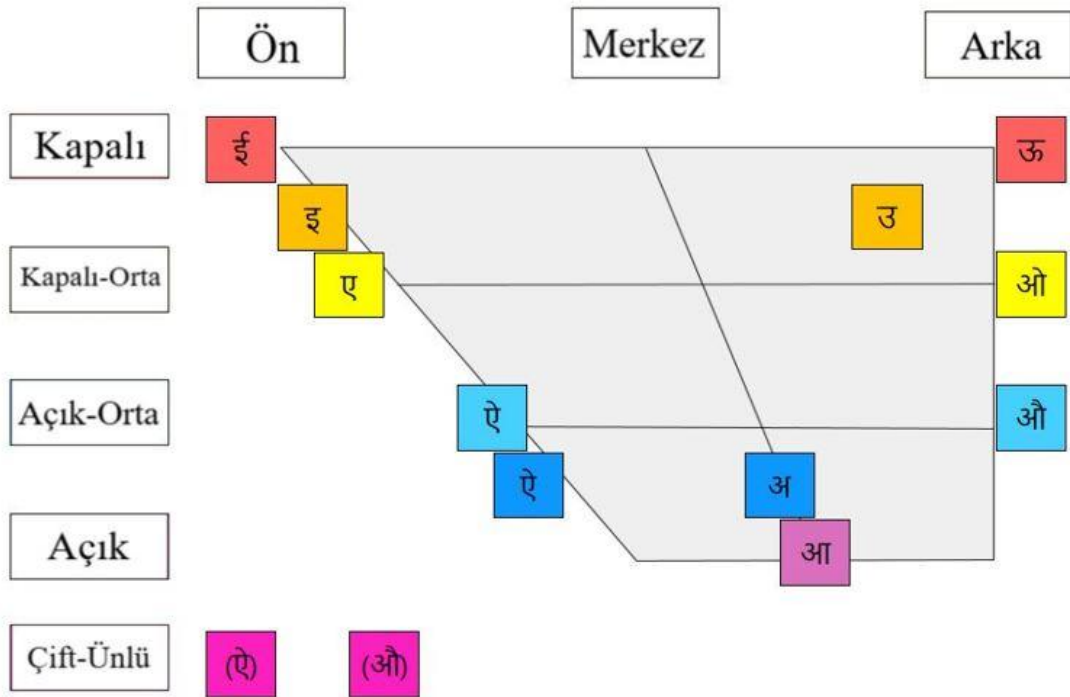 Ön Merkez Arka
Kapalı ई ऊ
इ उ
Kapalı-Orta ए ओ
Açık-Orta ऐ औ
ऐ अ
Açık आ
Çift-Ünlü (ऐ) (औ)